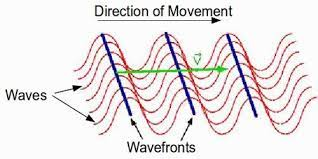 Direction of Movement
v
Waves
Wavefronts